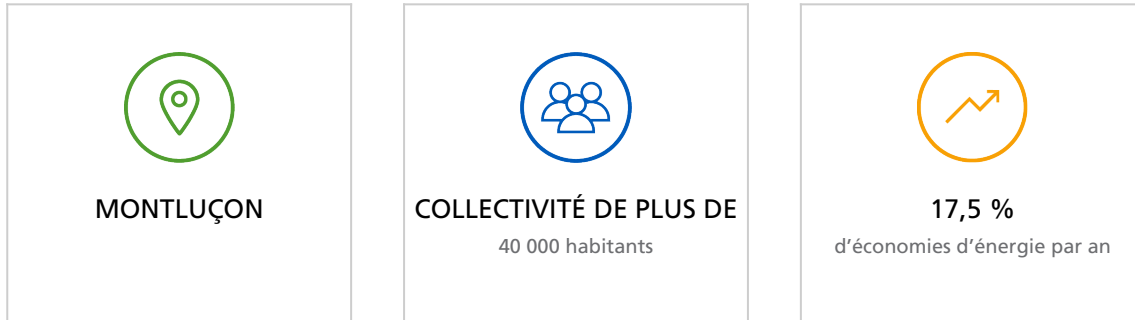 MONTLUÇON
COLLECTIVITÉ DE PLUS DE
40 000 habitants
17,5 %
d’économies d’énergie par an